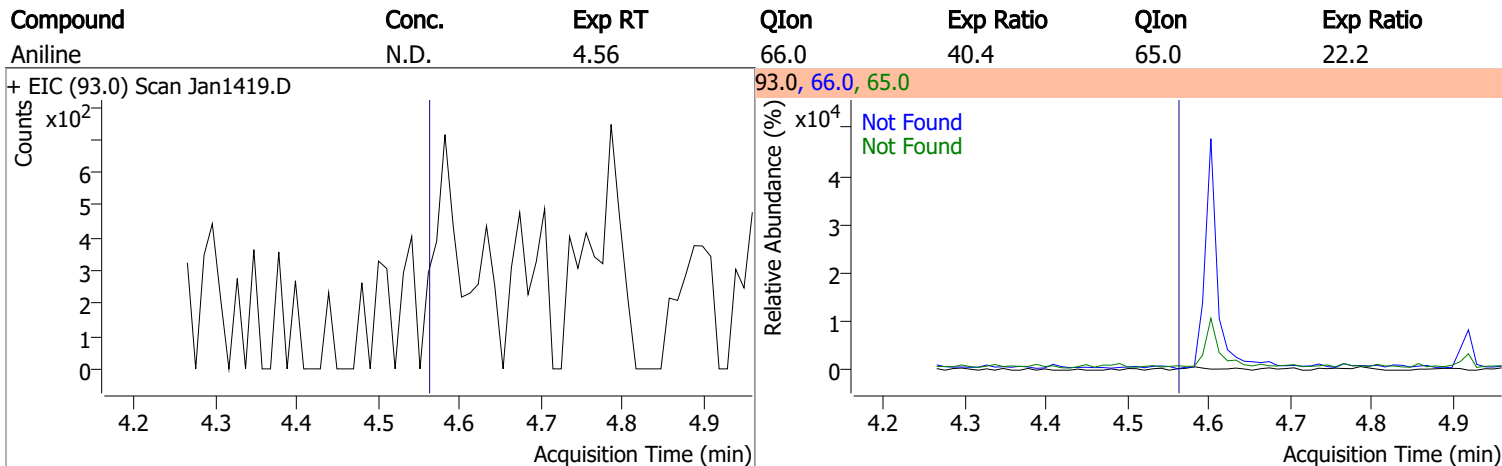 Compound Conc. Exp RT QIon Exp Ratio QIon Exp Ratio
Aniline N.D. 4.56 66.0 40.4 65.0 22.2
+ EIC (93.0) Scan Jan1419.D
Counts
x10²
6
5
4
3
2
1
0
4.2 4.3 4.4 4.5 4.6 4.7 4.8 4.9
Acquisition Time (min)
93.0, 66.0, 65.0
Relative Abundance (%)
x10⁴
Not Found
Not Found
4
3
2
1
0
4.2 4.3 4.4 4.5 4.6 4.7 4.8 4.9
Acquisition Time (min)